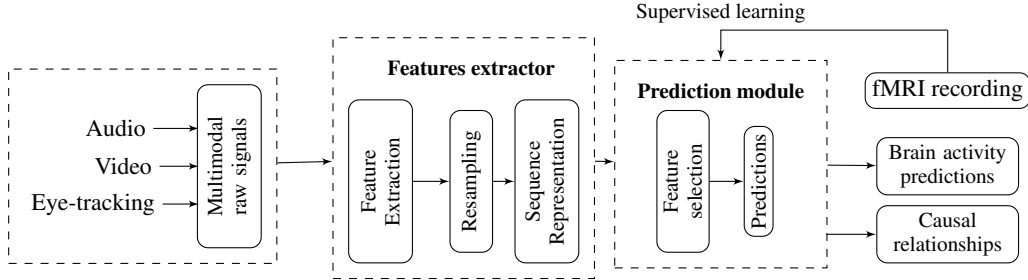 Supervised learning
Audio
Video
Eye-tracking
Multimodal
raw signals
Features extractor
Feature
Extraction
Resampling
Sequence
Representation
Prediction module
Feature
selection
Predictions
fMRI recording
Brain activity
predictions
Causal
relationships